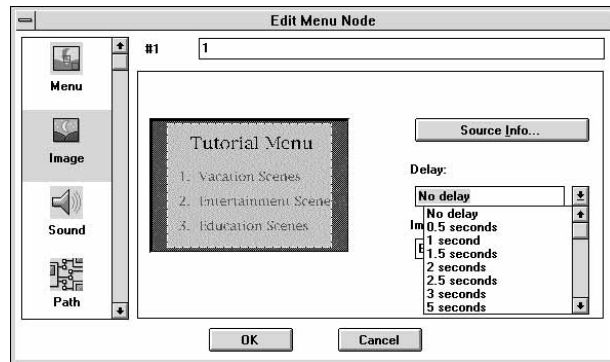 Edit Menu Node
Menu
Image
Sound
Path
#1
1
Tutorial Menu
1. Vacation Scenes
2. Entertainment Scene
3. Education Scenes
Source Info...
Delay:
No delay
No delay
0.5 seconds
1 second
1.5 seconds
2 seconds
2.5 seconds
3 seconds
5 seconds
Im
OK
Cancel